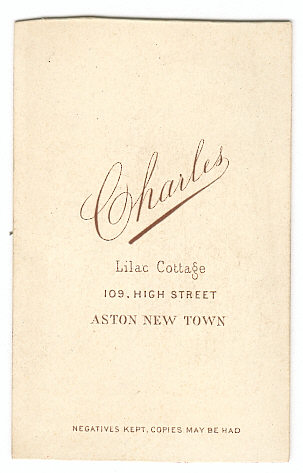 Charles
Lilac Cottage
109, HIGH STREET
ASTON NEW TOWN
NEGATIVES KEPT, COPIES MAY BE HAD